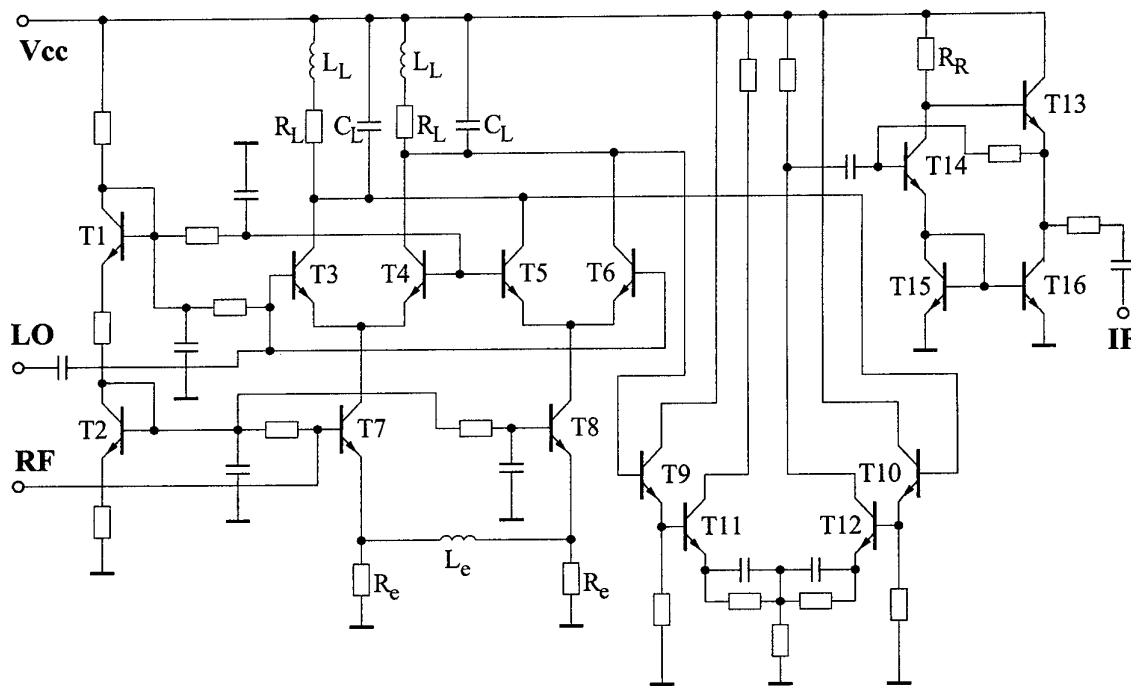 Vcc
L_L
L_L
R_R
T13
R_L
C_L
R_L
C_L
T14
T1
T3
T4
T5
T6
T15
T16
LO
IF
T2
T7
T8
RF
T9
T10
T11
T12
L_e
R_e
R_e